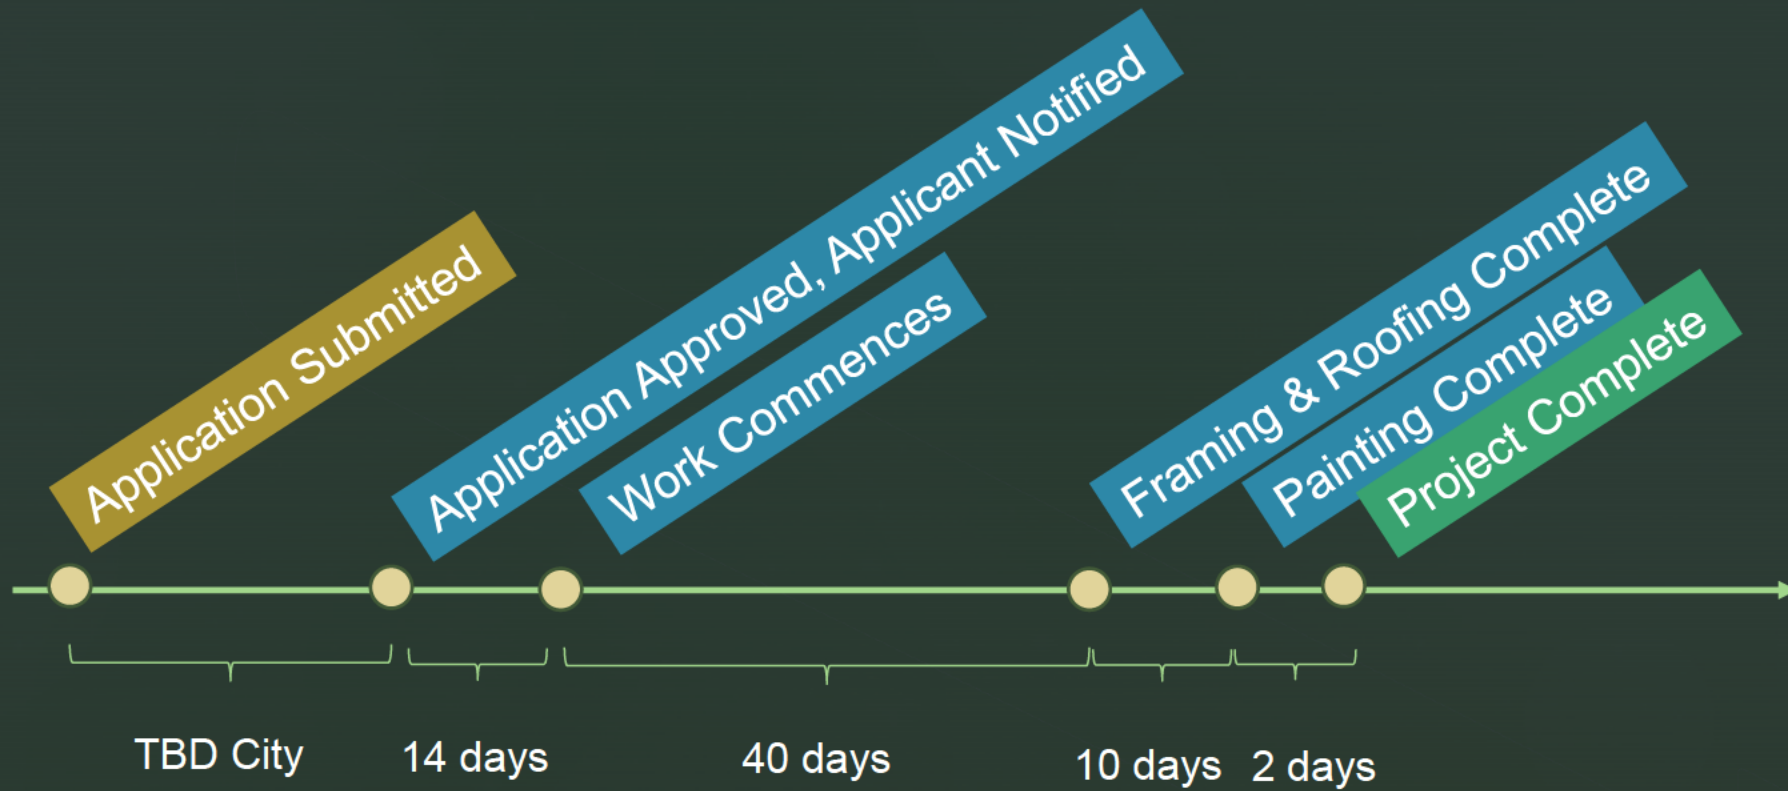 Application Submitted
Application Approved, Applicant Notified
Work Commences
Framing & Roofing Complete
Painting Complete
Project Complete
TBD City
14 days
40 days
10 days
2 days